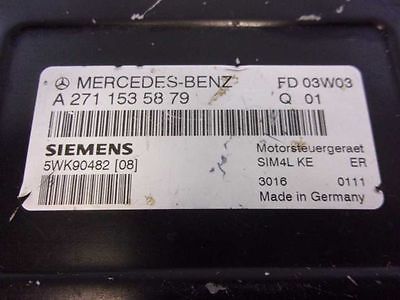 MERCEDES-BENZ FD 03W03
A 271 153 58 79 Q 01
SIEMENS Motorsteuergeraet
5WK90482 [08] SIM4L KE ER
3016 0111
Made in Germany